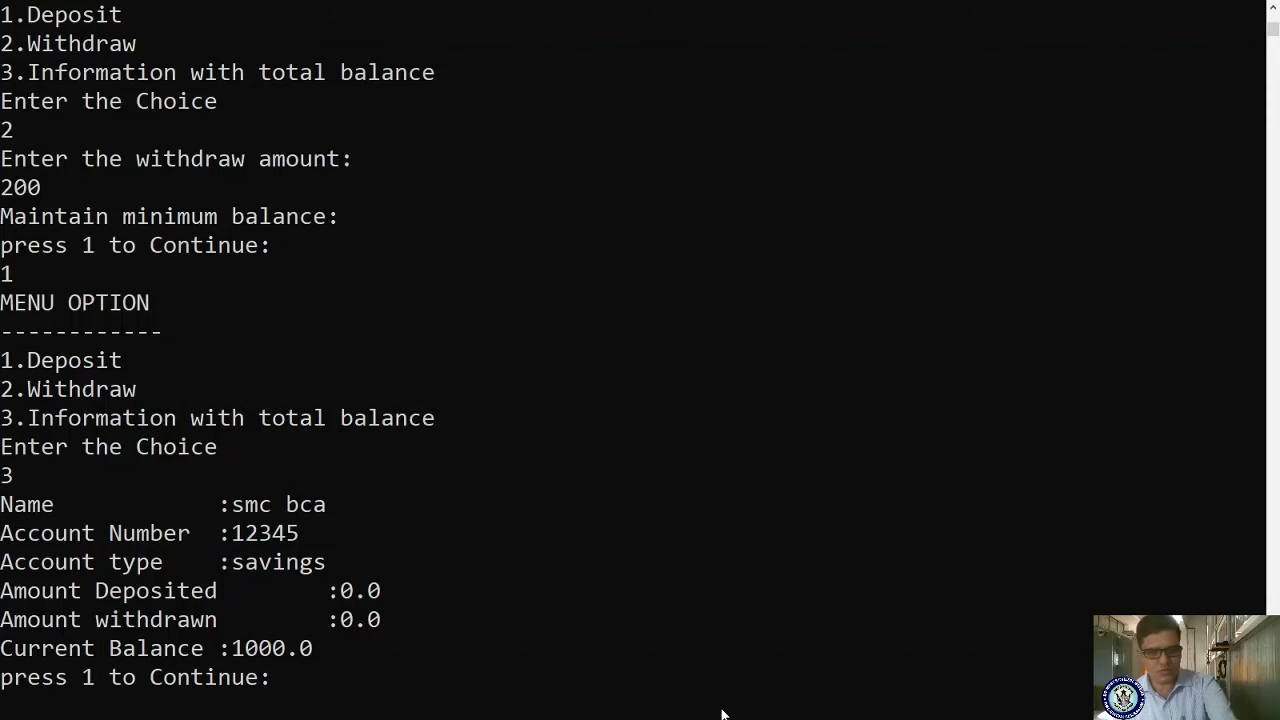 1.Deposit
2.Withdraw
3.Information with total balance
Enter the Choice
2
Enter the withdraw amount:
200
Maintain minimum balance:
press 1 to Continue:
1
MENU OPTION
------------
1.Deposit
2.Withdraw
3.Information with total balance
Enter the Choice
3
Name :smc bca
Account Number :12345
Account type :savings
Amount Deposited :0.0
Amount withdrawn :0.0
Current Balance :1000.0
press 1 to Continue: